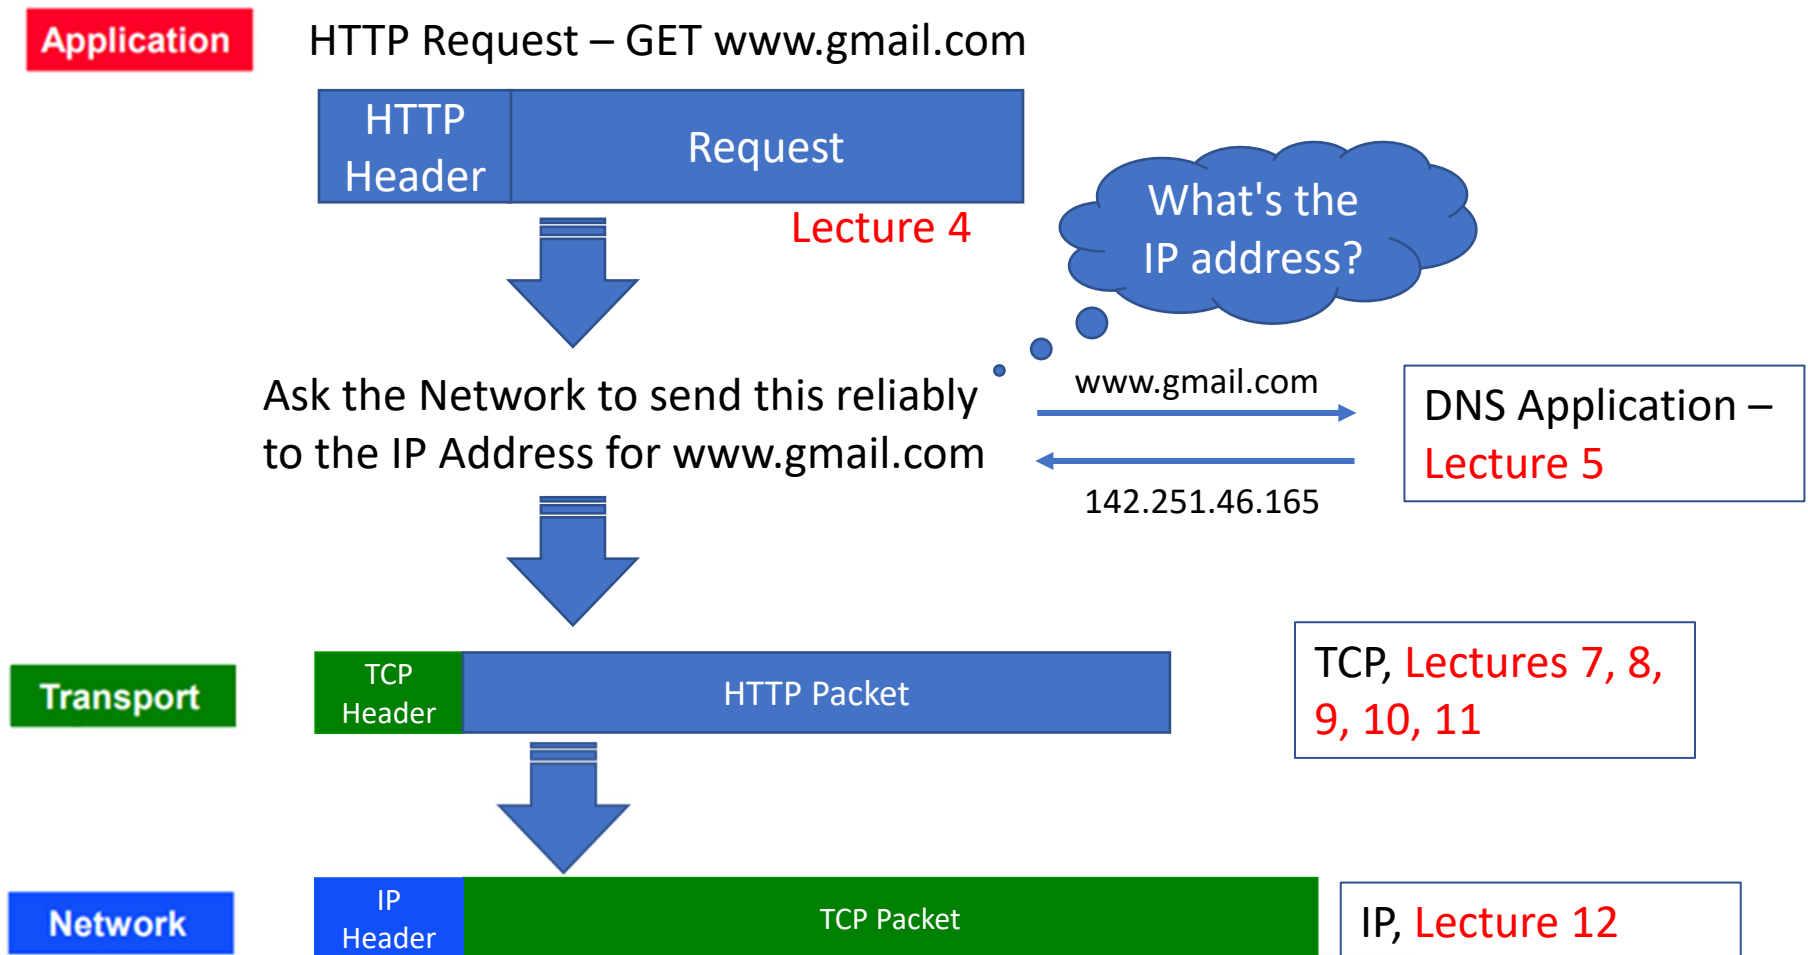 Application
HTTP Request – GET www.gmail.com
HTTP
Header
Request
Lecture 4
What's the
IP address?
Ask the Network to send this reliably
to the IP Address for www.gmail.com
www.gmail.com
142.251.46.165
DNS Application –
Lecture 5
Transport
TCP
Header
HTTP Packet
TCP, Lectures 7, 8,
9, 10, 11
Network
IP
Header
TCP Packet
IP, Lecture 12